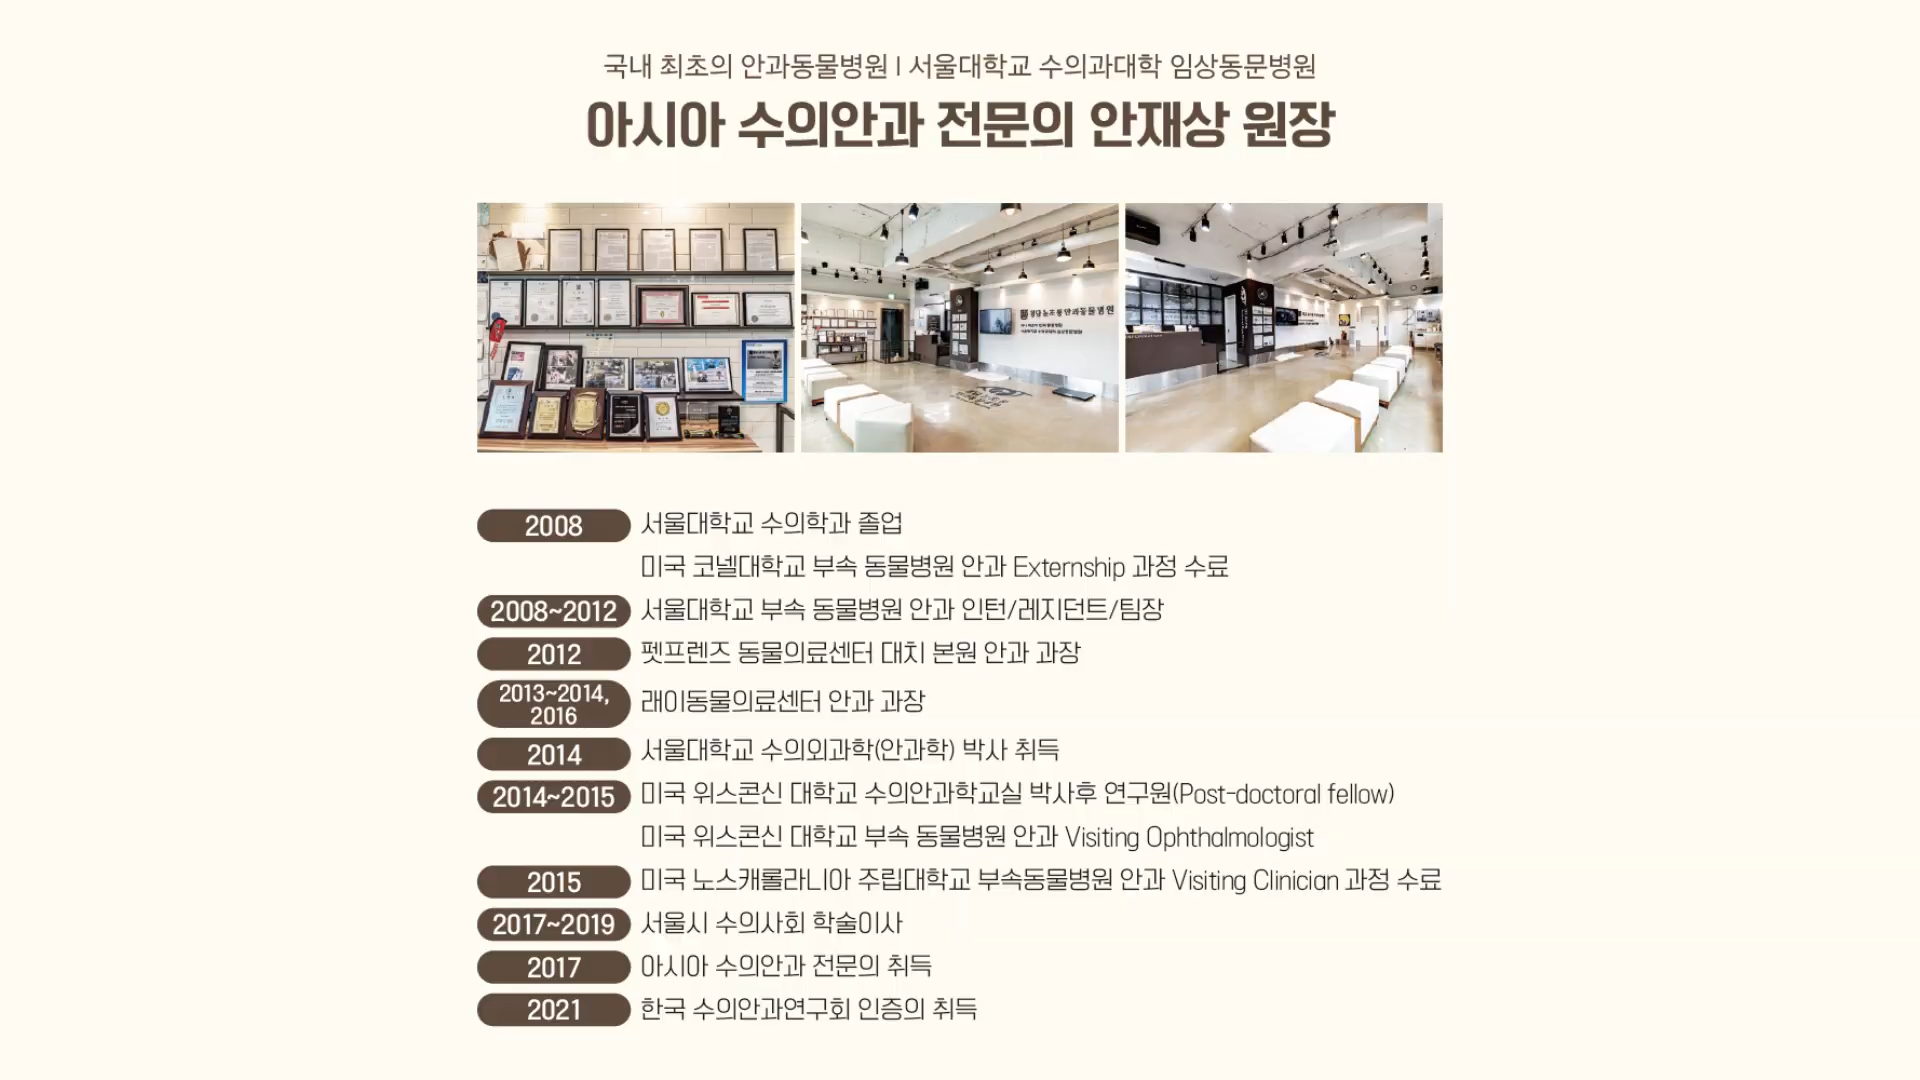 국내 최초의 안과동물병원 | 서울대학교 수의과대학 임상동문병원
아시아 수의안과 전문의 안재상 원장
청담눈초롱안과동물병원
2008 서울대학교 수의학과 졸업
미국 코넬대학교 부속 동물병원 안과 Externship 과정 수료
2008~2012 서울대학교 부속 동물병원 안과 인턴/레지던트/팀장
2012 펫프렌즈 동물의료센터 대치 본원 안과 과장
2013~2014,
2016 래이동물의료센터 안과 과장
2014 서울대학교 수의외과학(안과학) 박사 취득
2014~2015 미국 위스콘신 대학교 수의안과학교실 박사후 연구원(Post-doctoral fellow)
미국 위스콘신 대학교 부속 동물병원 안과 Visiting Ophthalmologist
2015 미국 노스캐롤라니아 주립대학교 부속동물병원 안과 Visiting Clinician 과정 수료
2017~2019 서울시 수의사회 학술이사
2017 아시아 수의안과 전문의 취득
2021 한국 수의안과연구회 인증의 취득